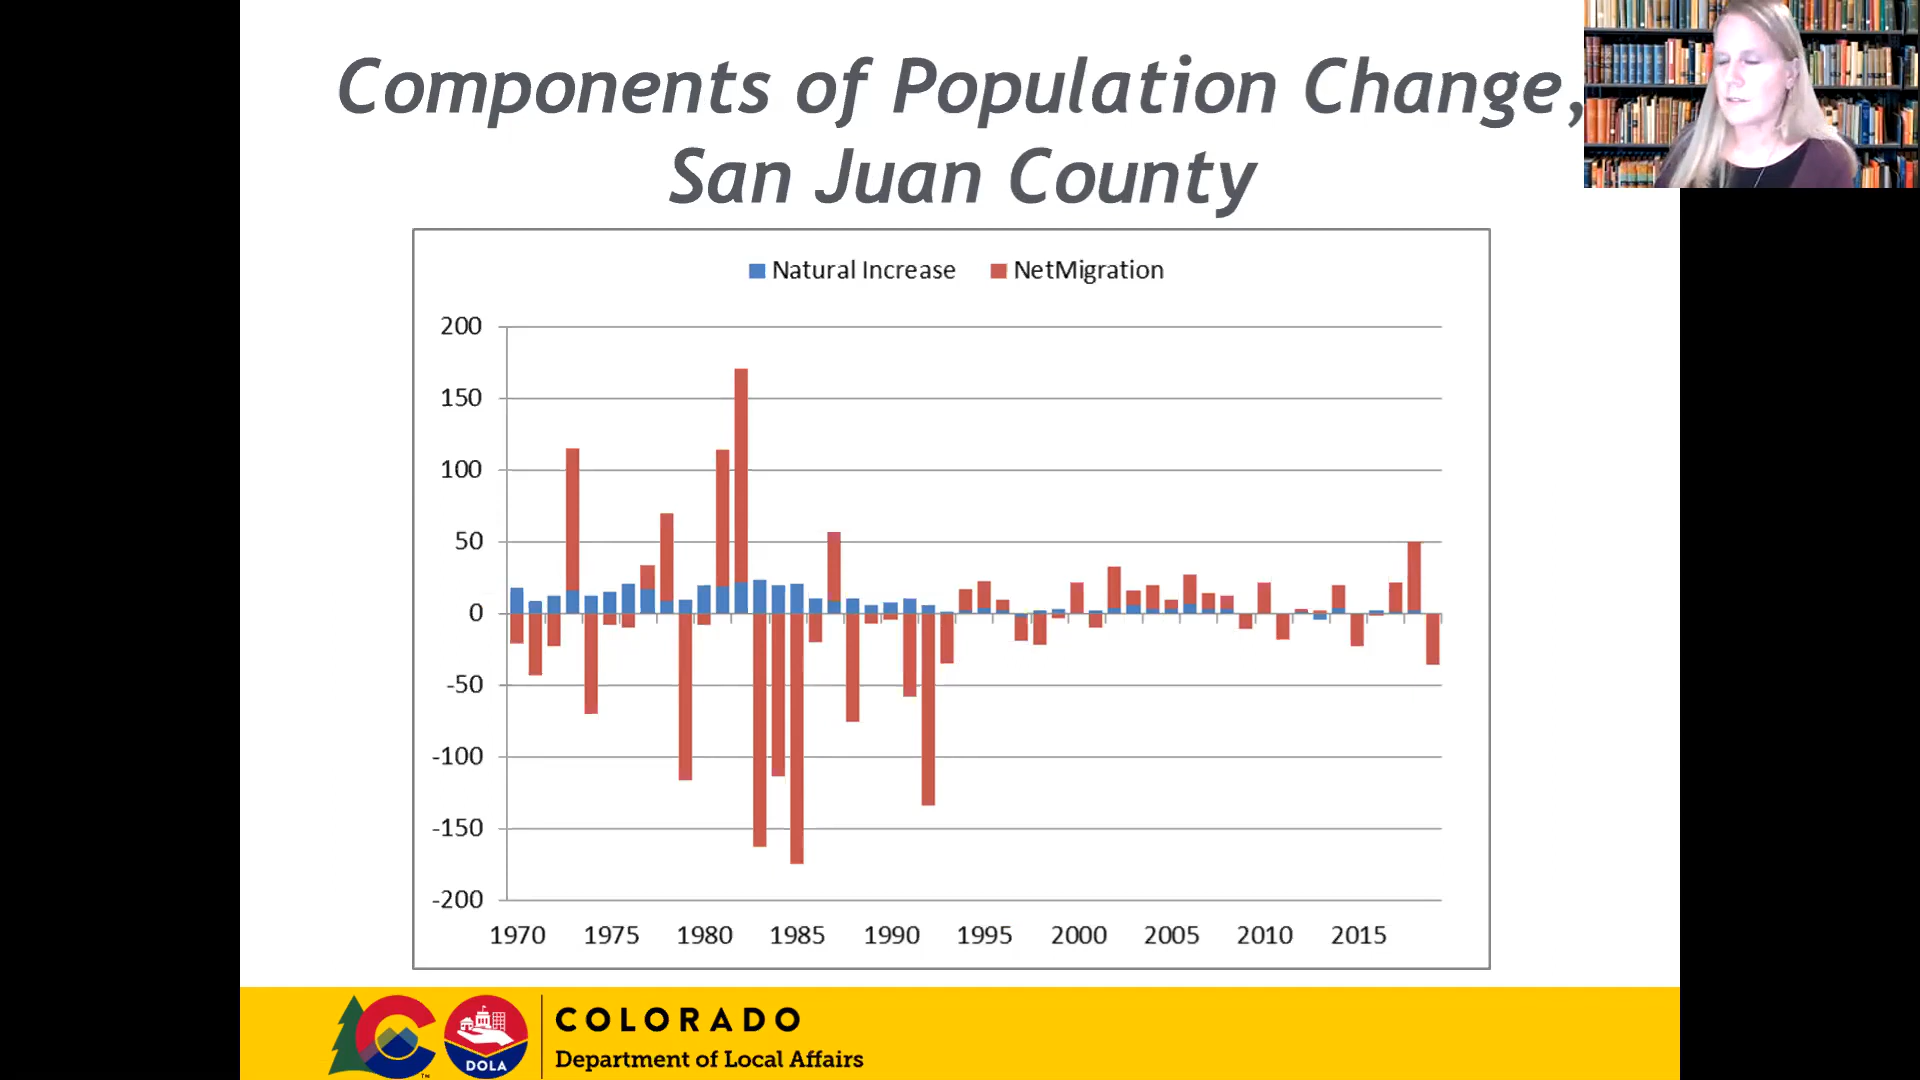 Components of Population Change,
San Juan County
Natural Increase NetMigration
200
150
100
50
0
-50
-100
-150
-200
1970 1975 1980 1985 1990 1995 2000 2005 2010 2015
COLORADO
Department of Local Affairs
DOLA
TM